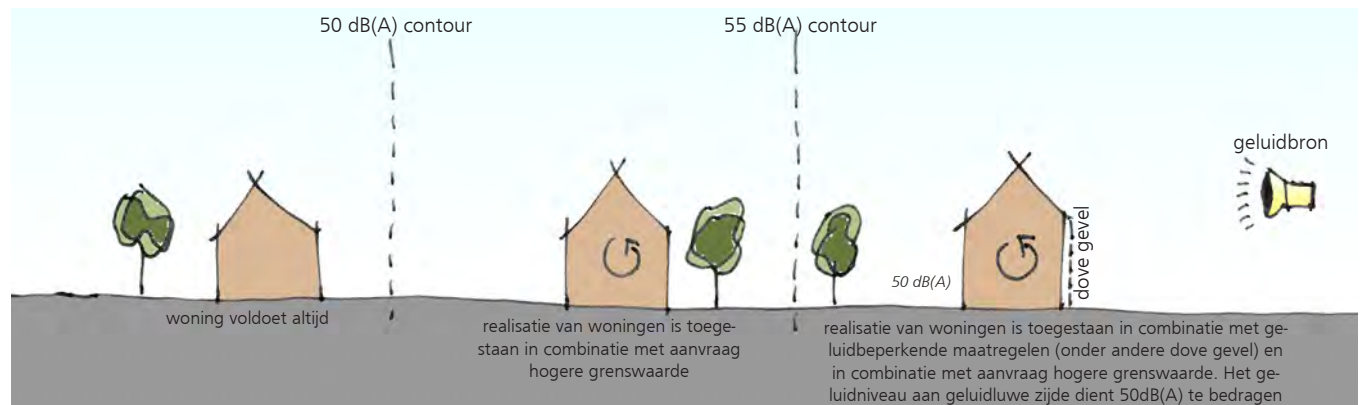 50 dB(A) contour
55 dB(A) contour
geluidbron
dove gevel
50 dB(A)
woning voldoet altijd
realisatie van woningen is toege-
staan in combinatie met aanvraag
hogere grenswaarde
realisatie van woningen is toegestaan in combinatie met ge-
luidbeperkende maatregelen (onder andere dove gevel) en
in combinatie met aanvraag hogere grenswaarde. Het ge-
luidniveau aan geluidluwe zijde dient 50dB(A) te bedragen